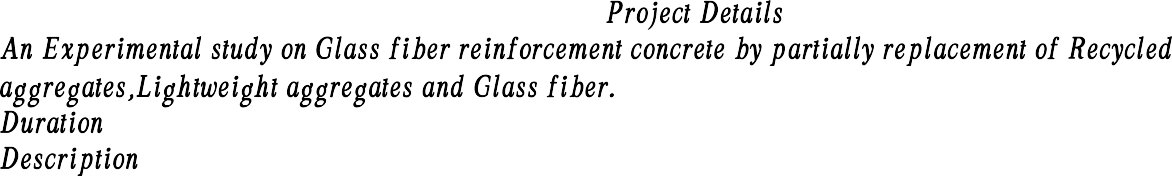 Project Details
An Experimental study on Glass fiber reinforcement concrete by partially replacement of Recycled
aggregates,Lightweight aggregates and Glass fiber.
Duration
Description